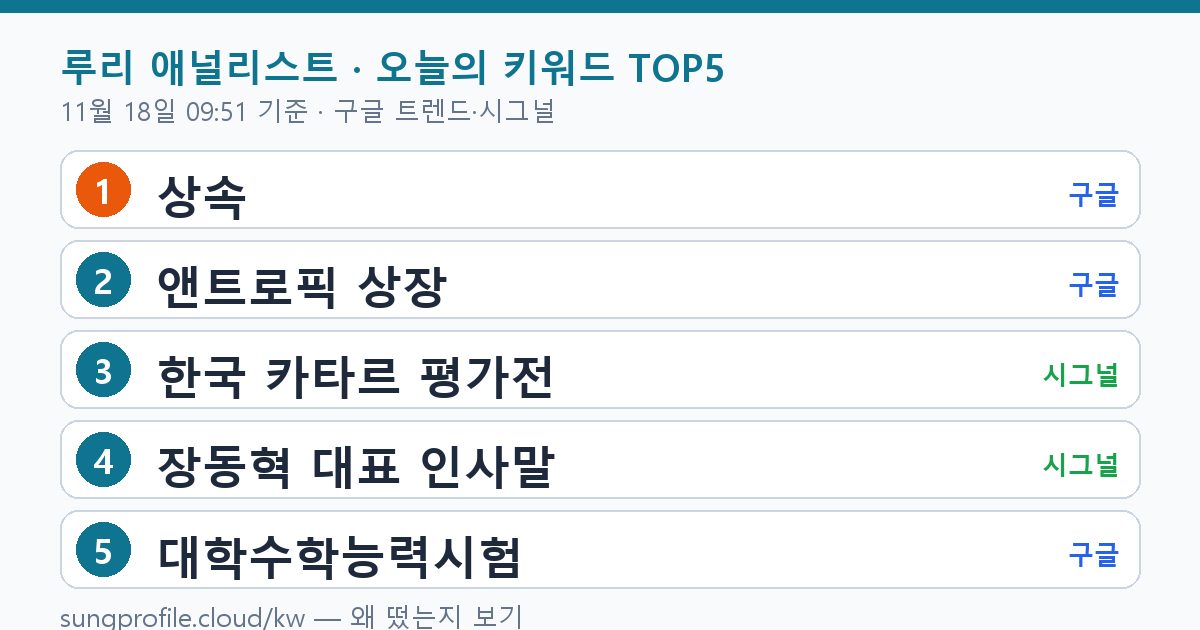 루리 애널리스트 · 오늘의 키워드 TOP5
11월 18일 09:51 기준 · 구글 트렌드·시그널
1 상속 구글
2 앤트로픽 상장 구글
3 한국 카타르 평가전 시그널
4 장동혁 대표 인사말 시그널
5 대학수학능력시험 구글
sungprofile.cloud/kw — 왜 떴는지 보기